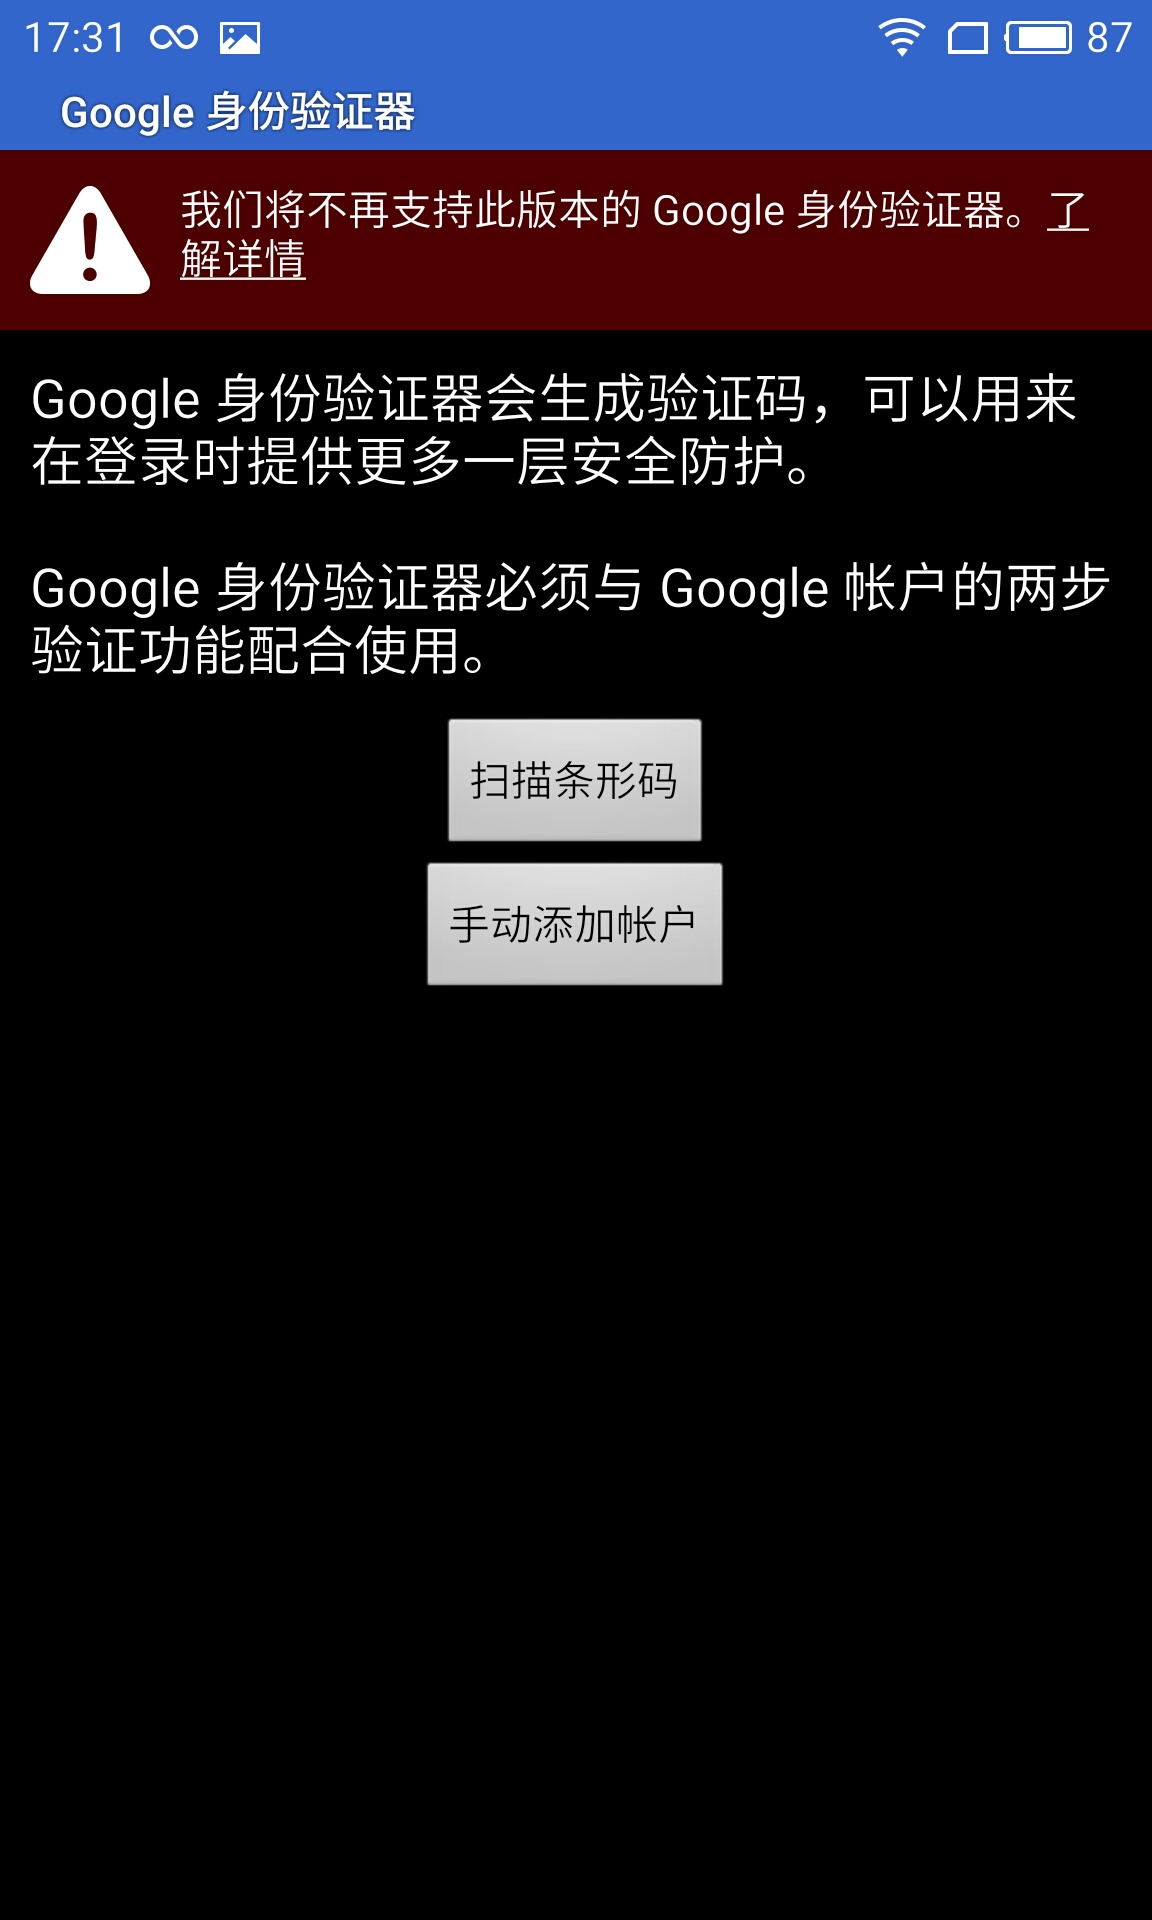 17:31
87
Google 身份验证器
我们将不再支持此版本的 Google 身份验证器。了
解详情
Google 身份验证器会生成验证码，可以用来
在登录时提供更多一层安全防护。
Google 身份验证器必须与 Google 帐户的两步
验证功能配合使用。
扫描条形码
手动添加帐户